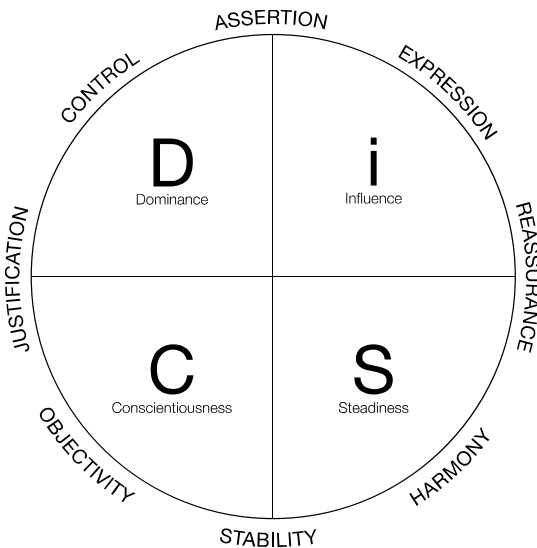 ASSERTION
CONTROL
EXPRESSION
D
Dominance
i
Influence
JUSTIFICATION
REASSURANCE
C
Conscientiousness
S
Steadiness
OBJECTIVITY
HARMONY
STABILITY